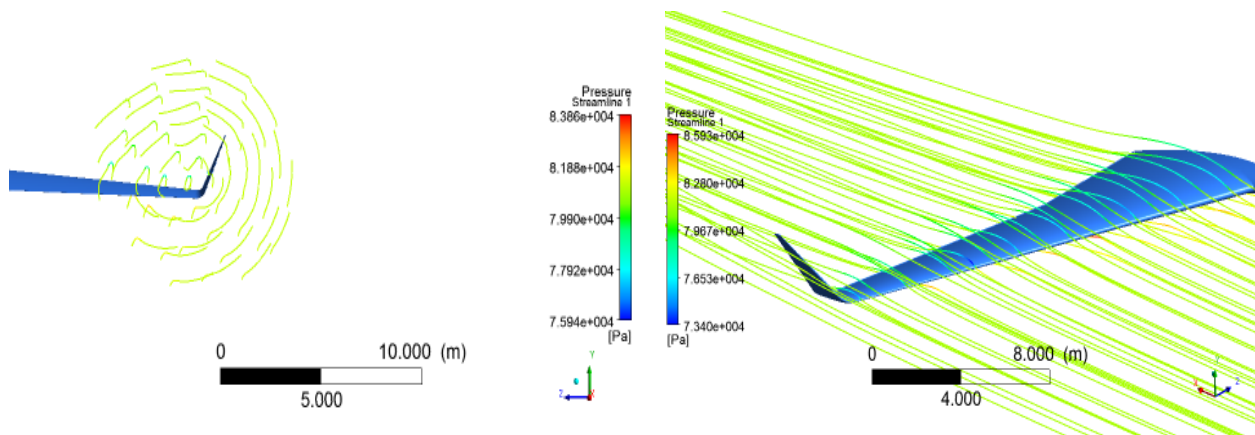 Pressure
Streamline 1
8.386e+004
8.188e+004
7.990e+004
7.792e+004
7.594e+004
[Pa]
0 10.000 (m)
5.000
Y
Z
X
Pressure
Streamline 1
8.593e+004
8.280e+004
7.967e+004
7.653e+004
7.340e+004
[Pa]
0 8.000 (m)
4.000
Y
X
Z